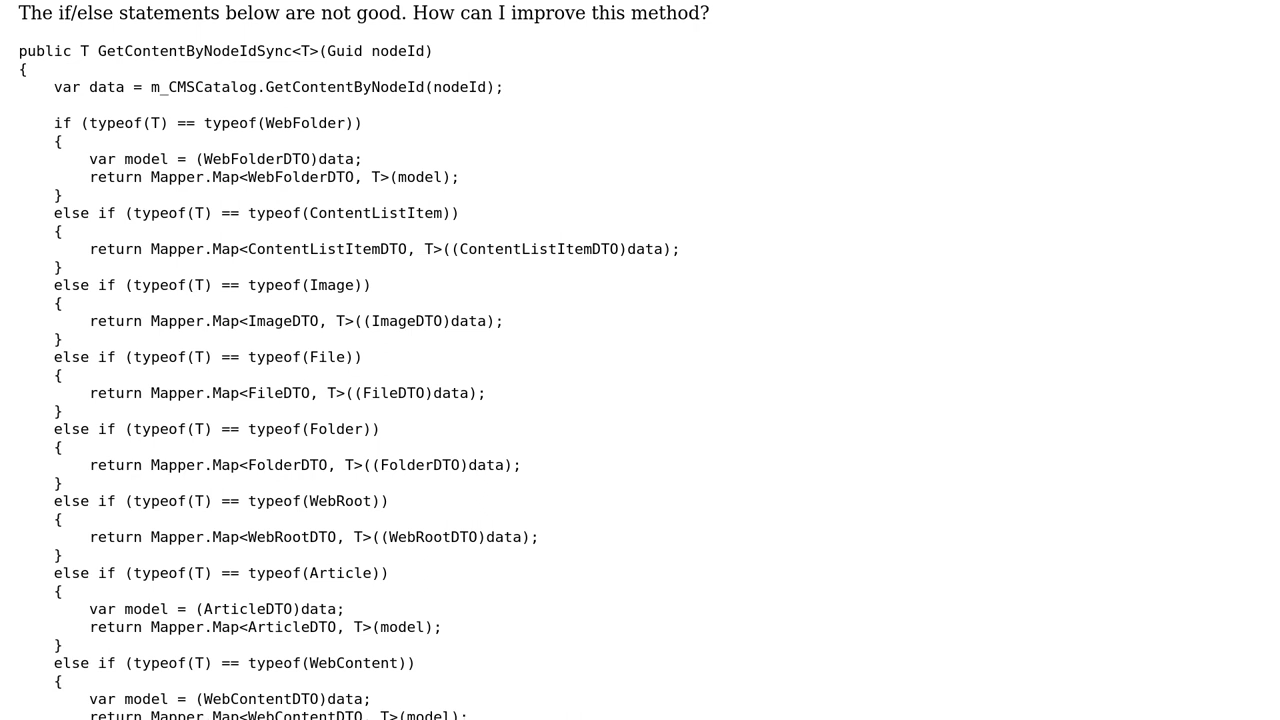 The if/else statements below are not good. How can I improve this method?
public T GetContentByNodeIdSync<T>(Guid nodeId)
{
    var data = m_CMSCatalog.GetContentByNodeId(nodeId);

    if (typeof(T) == typeof(WebFolder))
    {
        var model = (WebFolderDTO)data;
        return Mapper.Map<WebFolderDTO, T>(model);
    }
    else if (typeof(T) == typeof(ContentListItem))
    {
        return Mapper.Map<ContentListItemDTO, T>((ContentListItemDTO)data);
    }
    else if (typeof(T) == typeof(Image))
    {
        return Mapper.Map<ImageDTO, T>((ImageDTO)data);
    }
    else if (typeof(T) == typeof(File))
    {
        return Mapper.Map<FileDTO, T>((FileDTO)data);
    }
    else if (typeof(T) == typeof(Folder))
    {
        return Mapper.Map<FolderDTO, T>((FolderDTO)data);
    }
    else if (typeof(T) == typeof(WebRoot))
    {
        return Mapper.Map<WebRootDTO, T>((WebRootDTO)data);
    }
    else if (typeof(T) == typeof(Article))
    {
        var model = (ArticleDTO)data;
        return Mapper.Map<ArticleDTO, T>(model);
    }
    else if (typeof(T) == typeof(WebContent))
    {
        var model = (WebContentDTO)data;
        return Mapper.Map<WebContentDTO, T>(model);